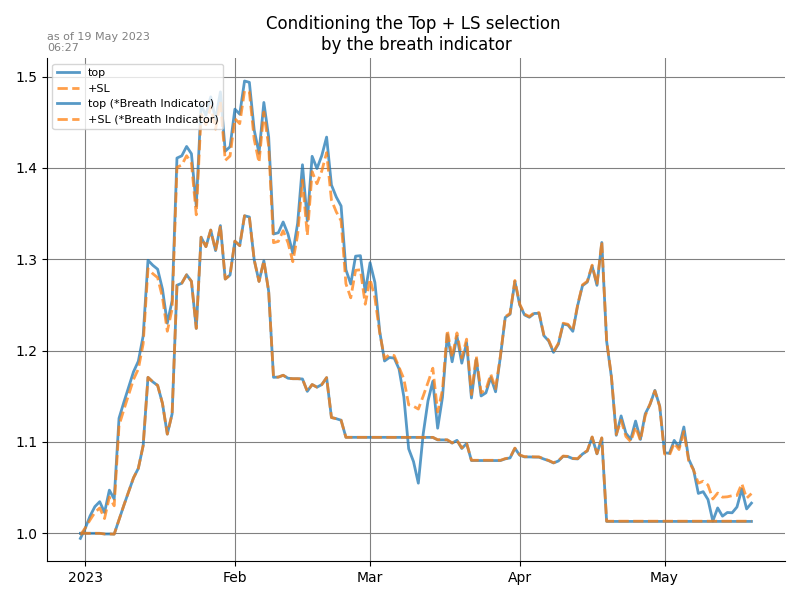 Conditioning the Top + LS selection
by the breath indicator
as of 19 May 2023
06:27
top
+SL
top (*Breath Indicator)
+SL (*Breath Indicator)
1.5
1.4
1.3
1.2
1.1
1.0
2023 Feb Mar Apr May